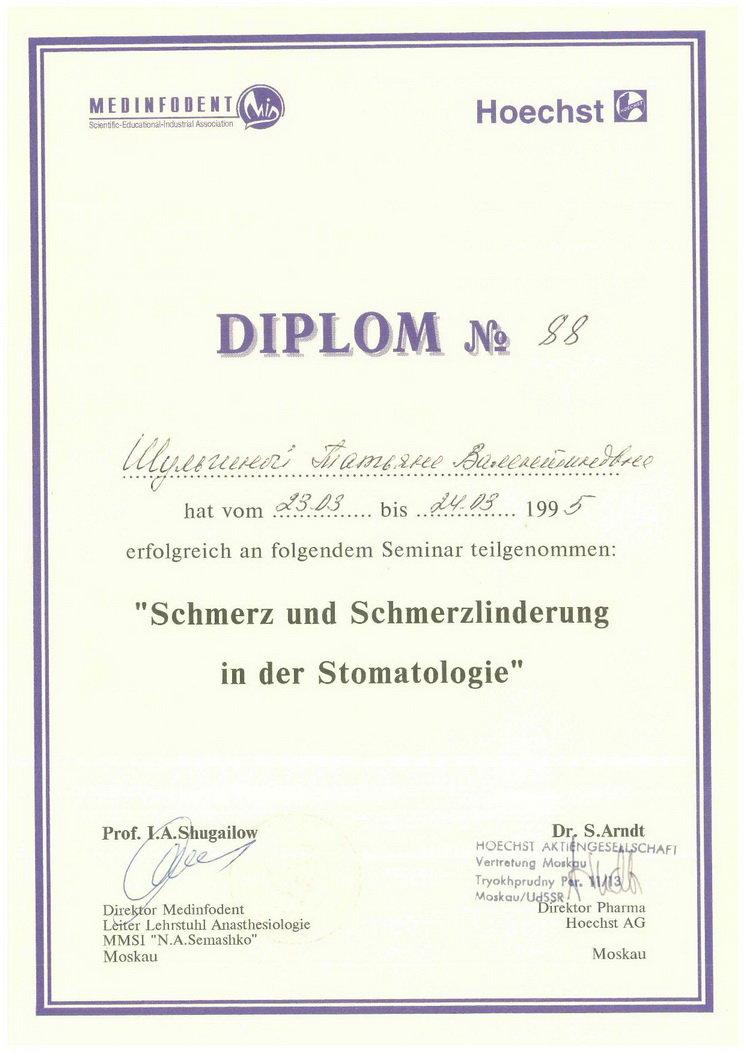 MEDINFODENT Mid
Scientific-Educational-Industrial Association
Hoechst HOECHST
DIPLOM № 88
Шульгиной Татьяне Валентиновне
hat vom 23.03 bis 24.03 1995
erfolgreich an folgendem Seminar teilgenommen:
"Schmerz und Schmerzlinderung
in der Stomatologie"
Prof. I.A.Shugailow
Direktor Medinfodent
Leiter Lehrstuhl Anasthesiologie
MMSI "N.A.Semashko"
Moskau
Dr. S.Arndt
HOECHST AKTIENGESELLSCHAFT
Vertretung Moskau
Tryokhprudny Per. 11/13
Moskau/UdSSR
Direktor Pharma
Hoechst AG
Moskau